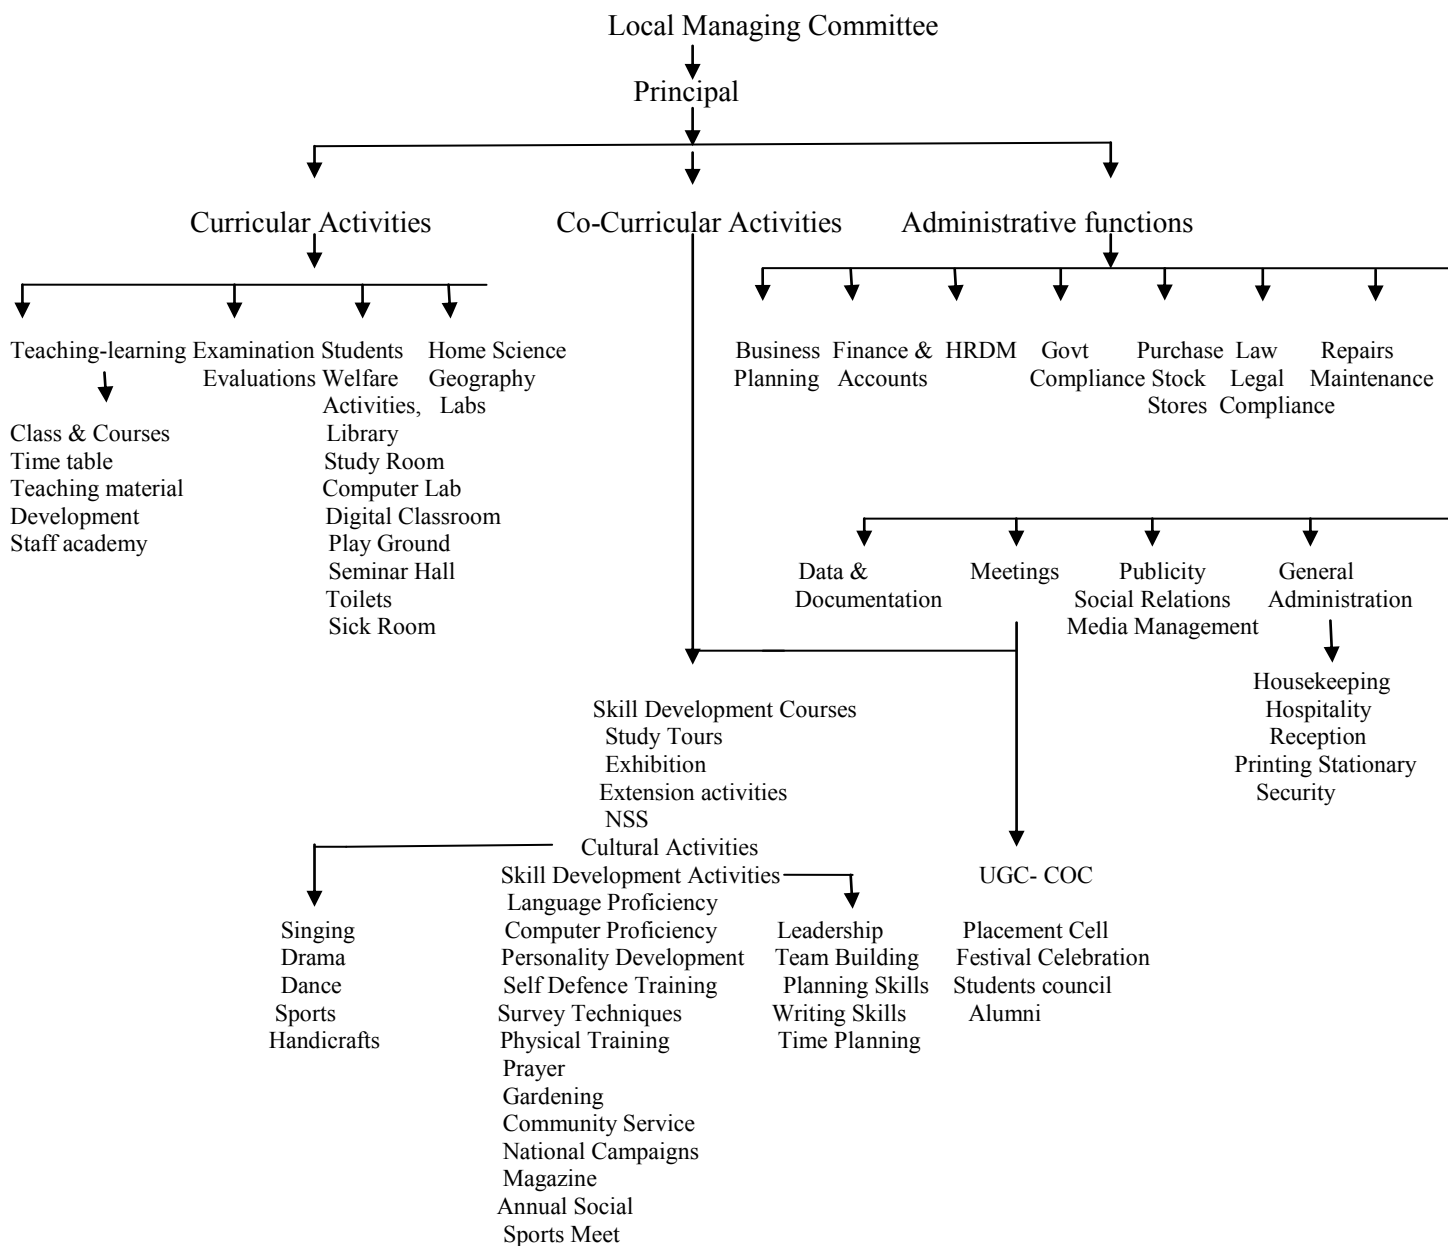 Local Managing Committee
Principal
Curricular Activities
Co-Curricular Activities
Administrative functions
Teaching-learning
Class & Courses
Time table
Teaching material
Development
Staff academy
Examination
Evaluations
Students
Welfare
Activities,
Library
Study Room
Computer Lab
Digital Classroom
Play Ground
Seminar Hall
Toilets
Sick Room
Home Science
Geography
Labs
Business
Planning
Finance &
Accounts
HRDM
Govt
Compliance
Purchase
Stock
Stores
Law
Legal
Compliance
Repairs
Maintenance
Data &
Documentation
Meetings
Publicity
Social Relations
Media Management
General
Administration
Housekeeping
Hospitality
Reception
Printing Stationary
Security
Skill Development Courses
Study Tours
Exhibition
Extension activities
NSS
Cultural Activities
Skill Development Activities
Language Proficiency
Computer Proficiency
Personality Development
Self Defence Training
Survey Techniques
Physical Training
Prayer
Gardening
Community Service
National Campaigns
Magazine
Annual Social
Sports Meet
Singing
Drama
Dance
Sports
Handicrafts
Leadership
Team Building
Planning Skills
Writing Skills
Time Planning
UGC- COC
Placement Cell
Festival Celebration
Students council
Alumni